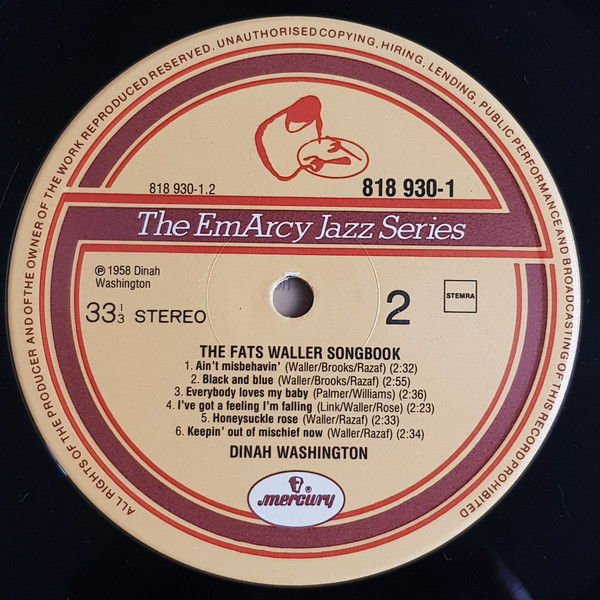 ALL RIGHTS OF THE PRODUCER AND OF THE OWNER OF THE WORK REPRODUCED RESERVED. UNAUTHORISED COPYING, HIRING, LENDING, PUBLIC PERFORMANCE AND BROADCASTING OF THIS RECORD PROHIBITED
818 930-1.2
818 930-1
The EmArcy Jazz Series
℗ 1958 Dinah
Washington
33 1/3 STEREO
2
STEMRA
THE FATS WALLER SONGBOOK
1. Ain't misbehavin' (Waller/Brooks/Razaf) (2:32)
2. Black and blue (Waller/Brooks/Razaf) (2:55)
3. Everybody loves my baby (Palmer/Williams) (2:36)
4. I've got a feeling I'm falling (Link/Waller/Rose) (2:23)
5. Honeysuckle rose (Waller/Razaf) (2:33)
6. Keepin' out of mischief now (Waller/Razaf) (2:34)
DINAH WASHINGTON
®
mercury